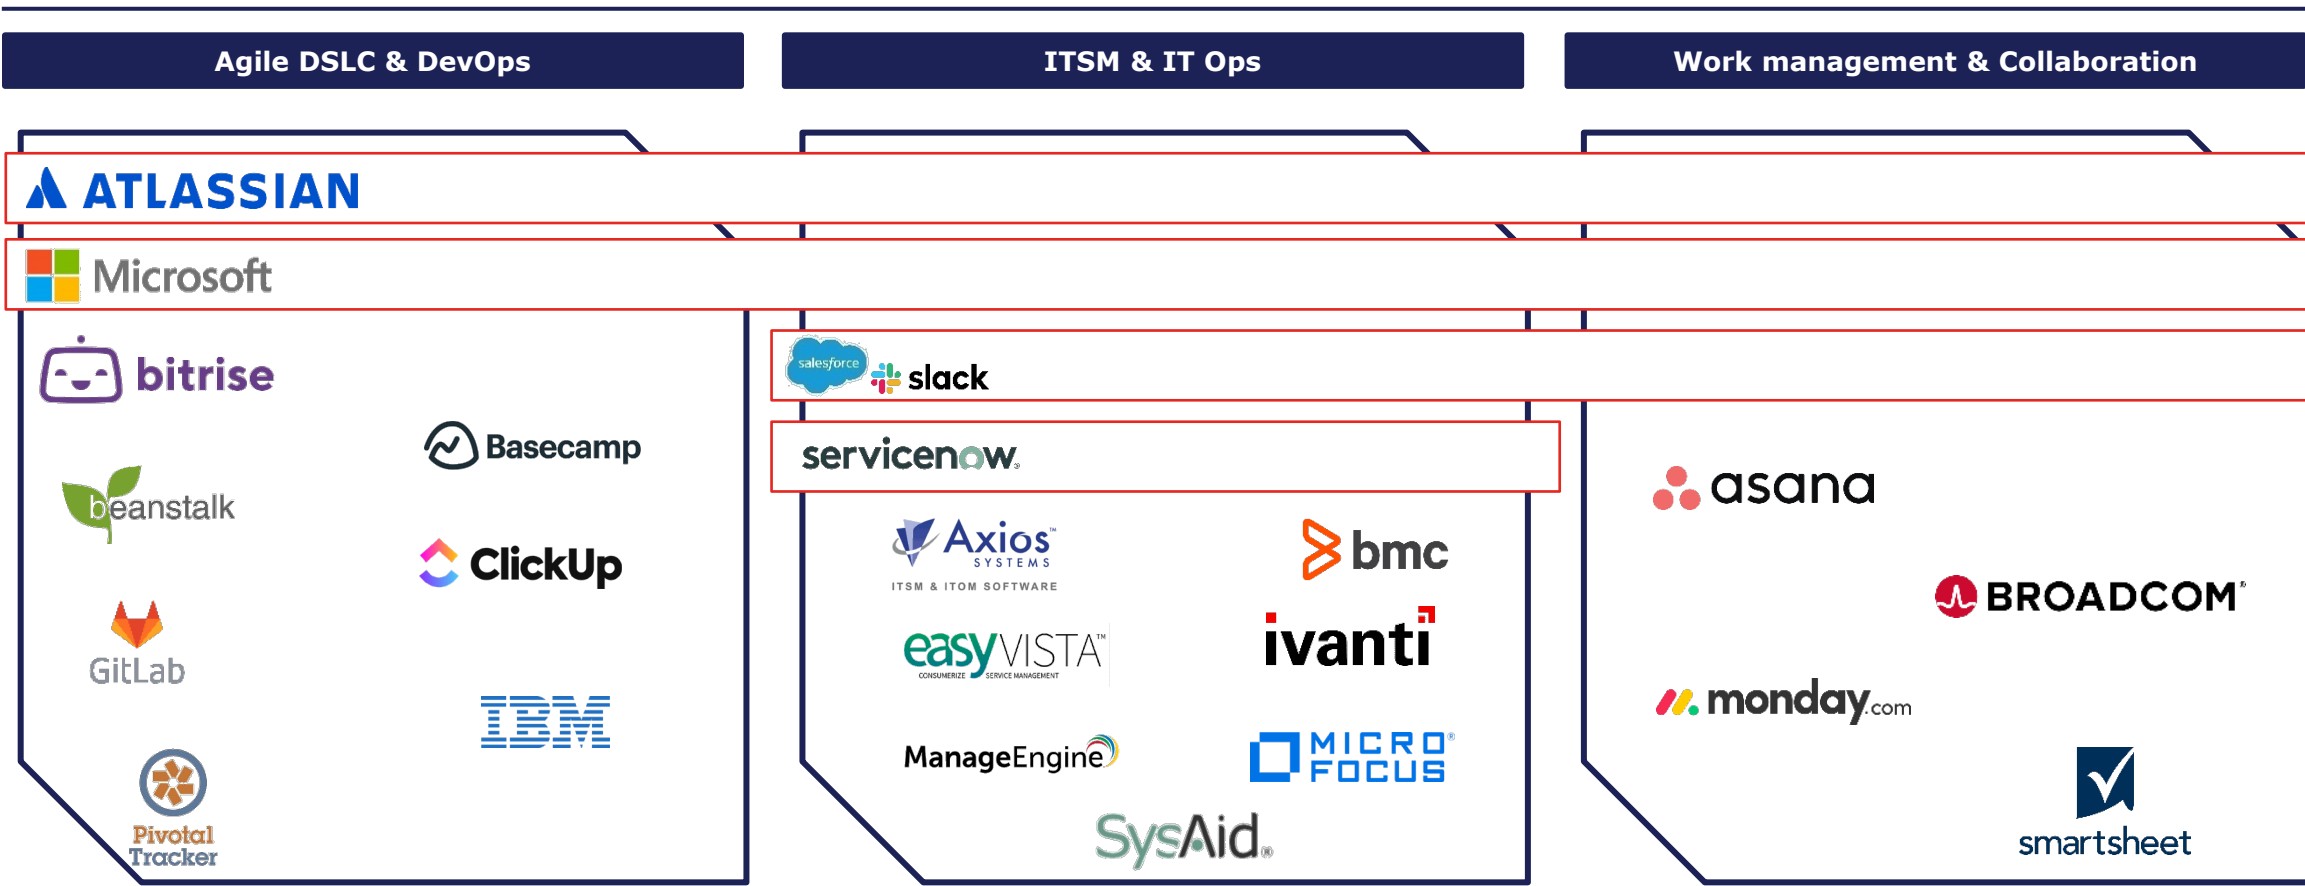 Agile DSLC & DevOps
ITSM & IT Ops
Work management & Collaboration
ATLASSIAN
Microsoft
bitrise
Basecamp
beanstalk
ClickUp
GitLab
IBM
Pivotal
Tracker
salesforce
slack
servicenow®
Axios™
SYSTEMS
ITSM & ITOM SOFTWARE
bmc
easyVISTA™
CONSUMERIZE SERVICE MANAGEMENT
ivanti
ManageEngine
MICRO®
FOCUS
SysAid®
asana
BROADCOM®
monday.com
smartsheet